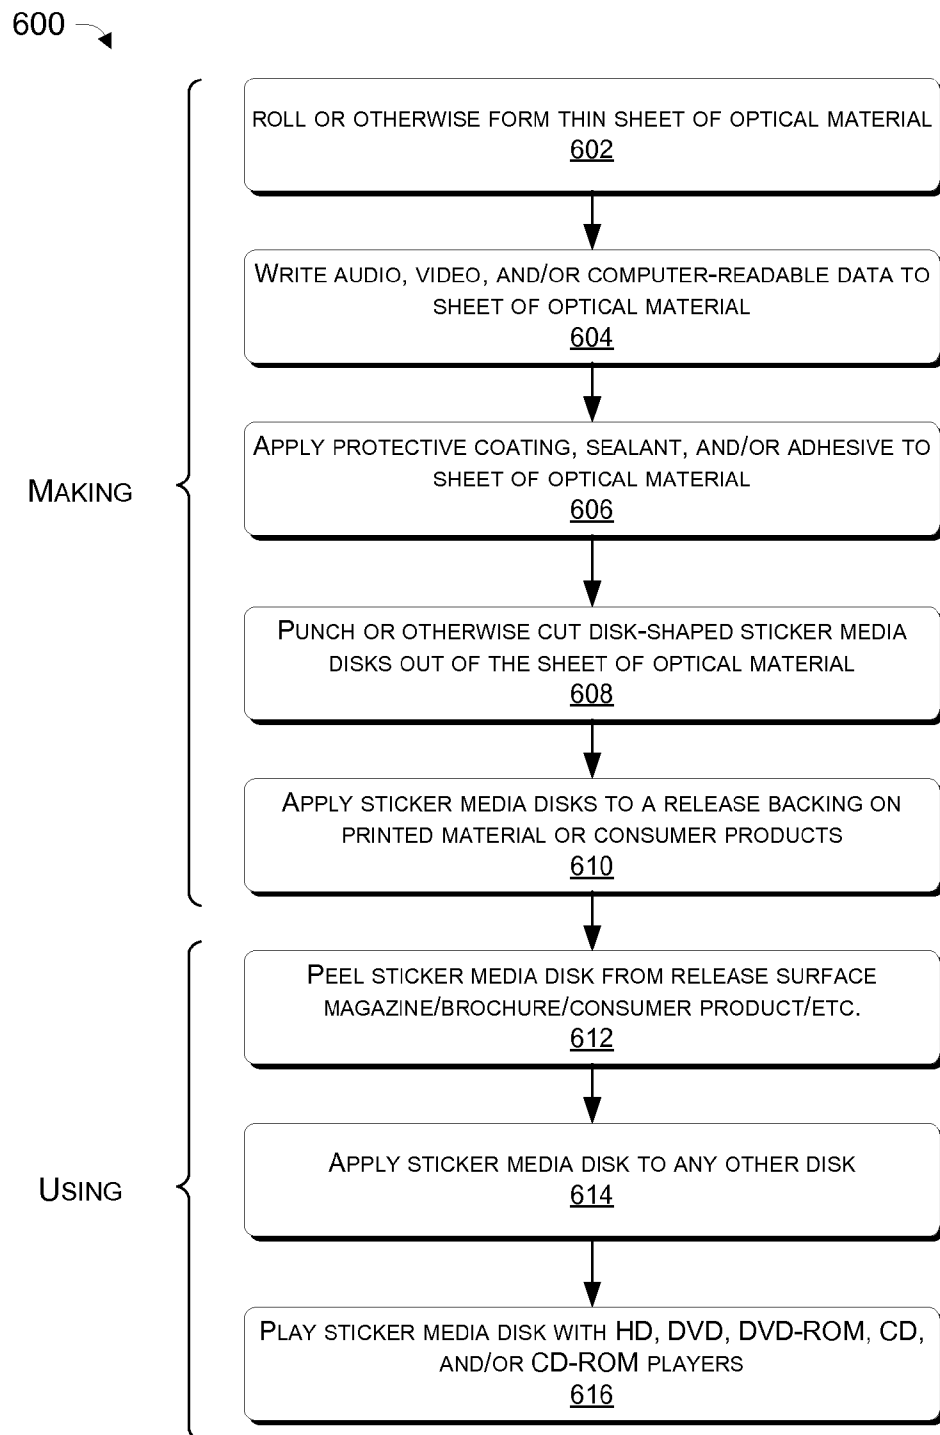 600
ROLL OR OTHERWISE FORM THIN SHEET OF OPTICAL MATERIAL
602
WRITE AUDIO, VIDEO, AND/OR COMPUTER-READABLE DATA TO
SHEET OF OPTICAL MATERIAL
604
APPLY PROTECTIVE COATING, SEALANT, AND/OR ADHESIVE TO
SHEET OF OPTICAL MATERIAL
606
MAKING
PUNCH OR OTHERWISE CUT DISK-SHAPED STICKER MEDIA
DISKS OUT OF THE SHEET OF OPTICAL MATERIAL
608
APPLY STICKER MEDIA DISKS TO A RELEASE BACKING ON
PRINTED MATERIAL OR CONSUMER PRODUCTS
610
PEEL STICKER MEDIA DISK FROM RELEASE SURFACE
MAGAZINE/BROCHURE/CONSUMER PRODUCT/ETC.
612
USING
APPLY STICKER MEDIA DISK TO ANY OTHER DISK
614
PLAY STICKER MEDIA DISK WITH HD, DVD, DVD-ROM, CD,
AND/OR CD-ROM PLAYERS
616